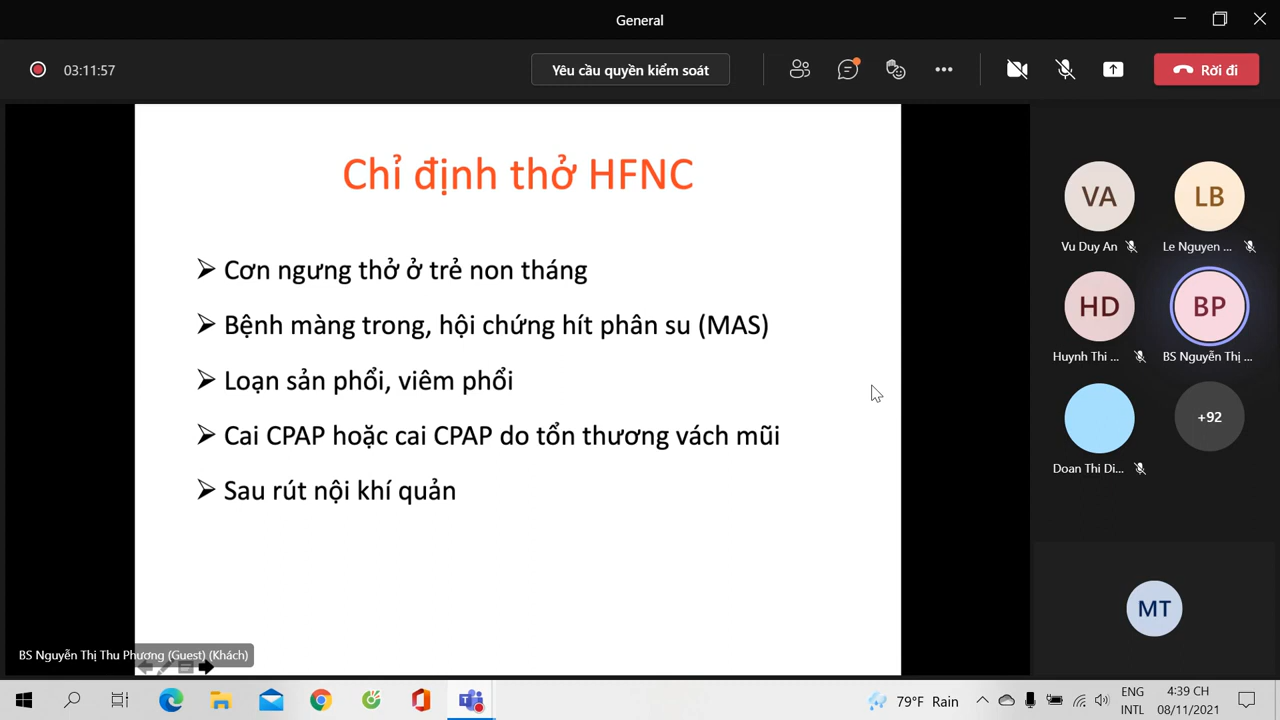 General
03:11:57
Yêu cầu quyền kiểm soát
Rời đi
Chỉ định thở HFNC
Cơn ngưng thở ở trẻ non tháng
Bệnh màng trong, hội chứng hít phân su (MAS)
Loạn sản phổi, viêm phổi
Cai CPAP hoặc cai CPAP do tổn thương vách mũi
Sau rút nội khí quản
VA
LB
Vu Duy An
Le Nguyen ...
HD
BP
Huynh Thi ...
BS Nguyễn Thị ...
+92
Doan Thi Di...
MT
BS Nguyễn Thị Thu Phương (Guest) (Khách)
79°F Rain
ENG
INTL
4:39 CH
08/11/2021